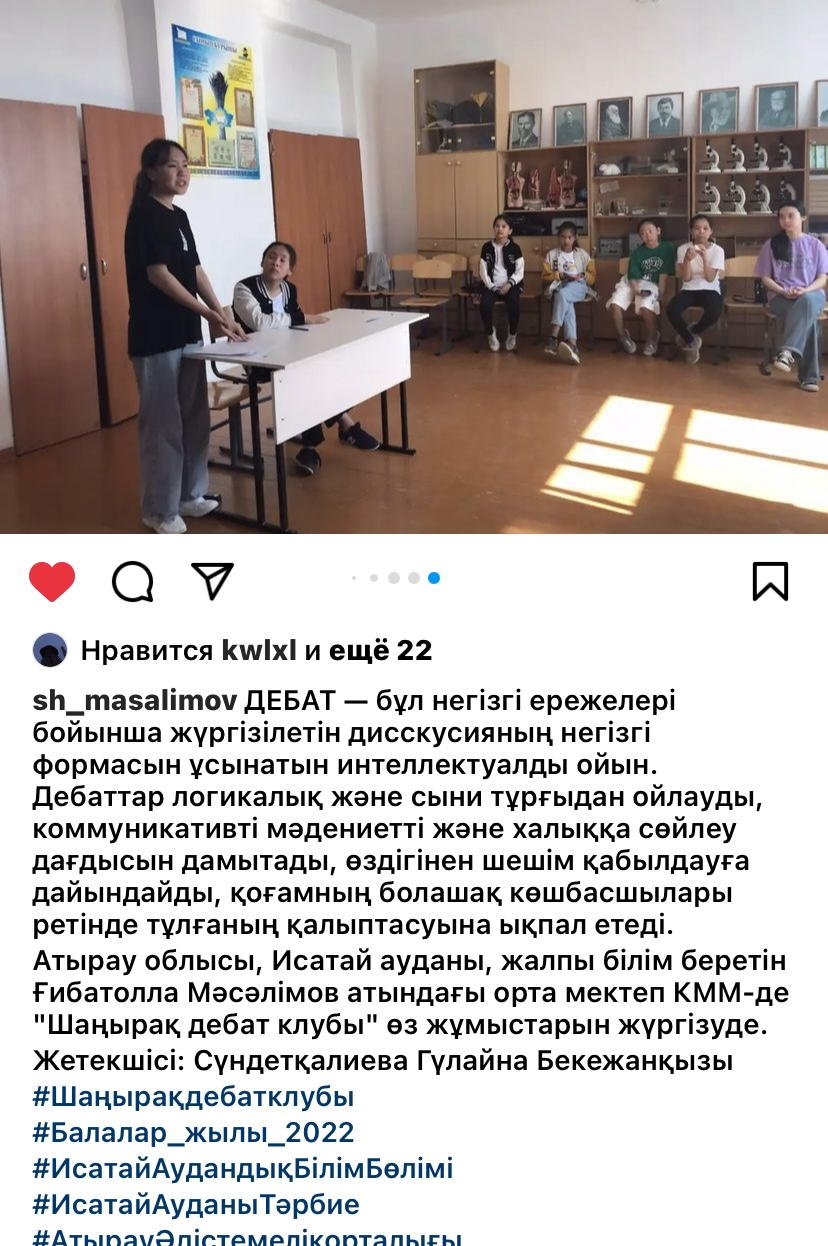 Нравится kwlxl и ещё 22
sh_masalimov ДЕБАТ — бұл негізгі ережелері
бойынша жүргізілетін дисскусияның негізгі
формасын ұсынатын интеллектуалды ойын.
Дебаттар логикалық және сыни тұрғыдан ойлауды,
коммуникативті мәдениетті және халыққа сөйлеу
дағдысын дамытады, өздігінен шешім қабылдауға
дайындайды, қоғамның болашақ көшбасшылары
ретінде тұлғаның қалыптасуына ықпал етеді.
Атырау облысы, Исатай ауданы, жалпы білім беретін
Ғибатолла Мәсәлімов атындағы орта мектеп КММ-де
"Шаңырақ дебат клубы" өз жұмыстарын жүргізуде.
Жетекшісі: Сүндетқалиева Гүлайна Бекежанқызы
#Шаңырақдебатклубы
#Балалар_жылы_2022
#ИсатайАудандықБілімБөлімі
#ИсатайАуданыТәрбие
#АтырауӘдістемелікорталығы